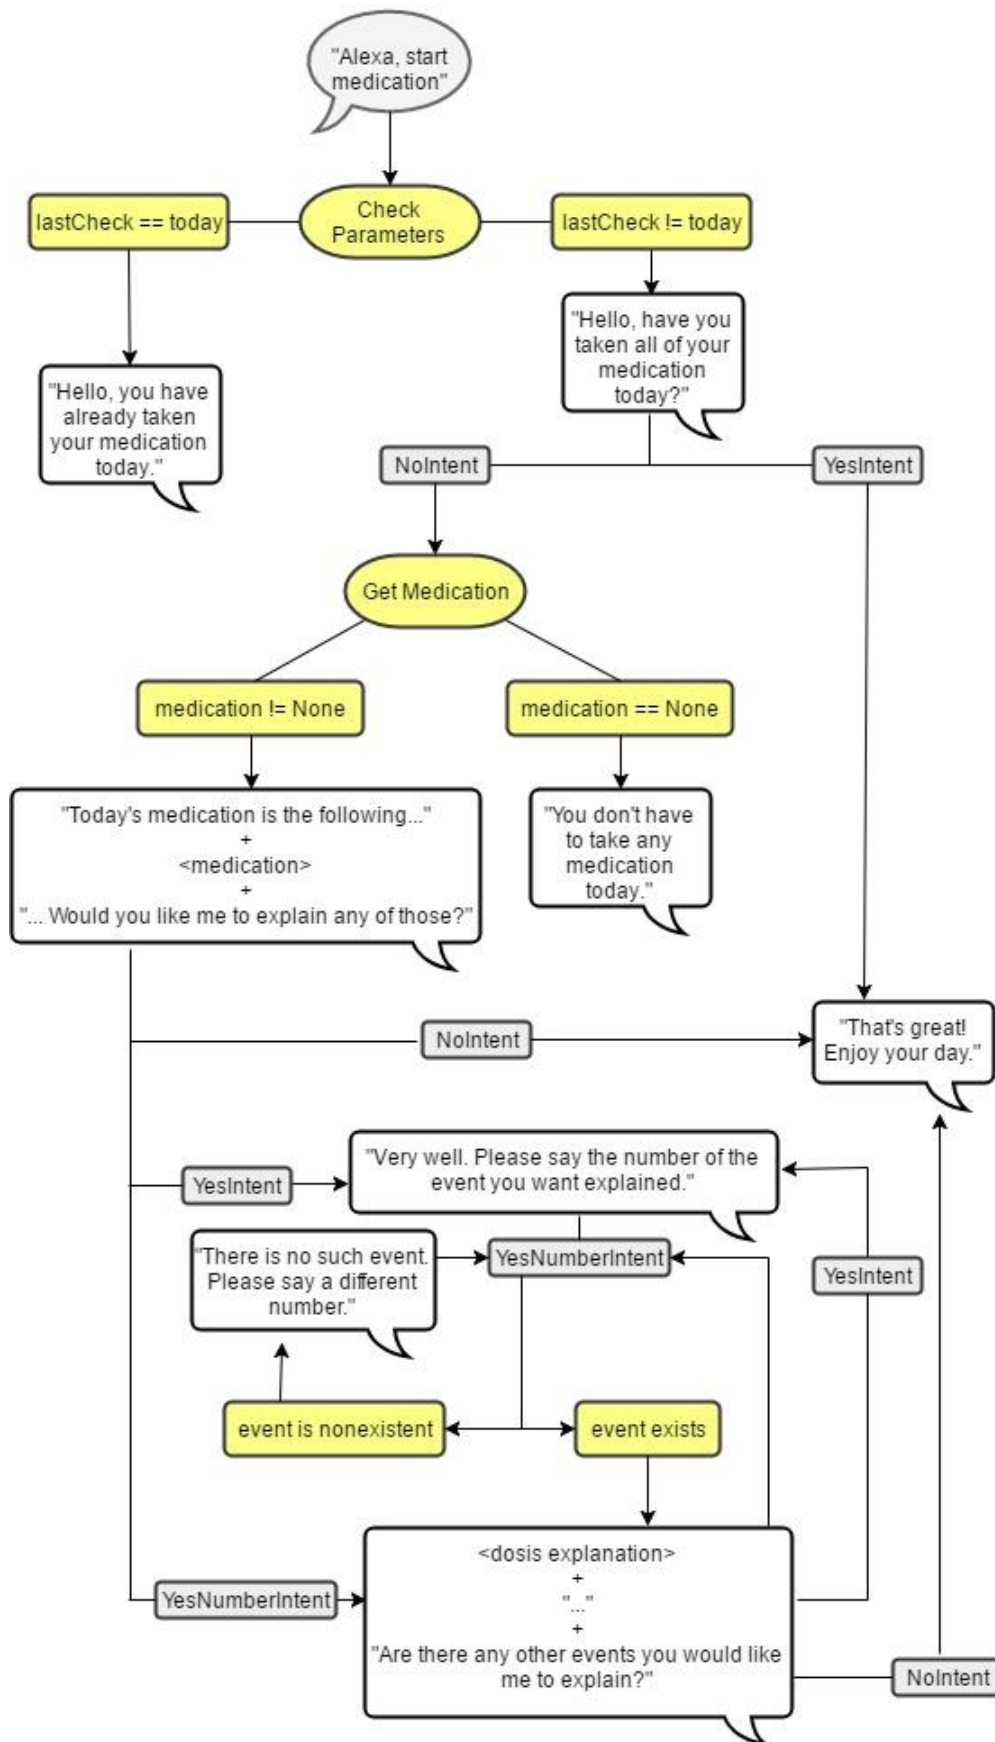 "Alexa, start
medication"
Check
Parameters
lastCheck == today
lastCheck != today
"Hello, have you
taken all of your
medication
today?"
"Hello, you have
already taken
your medication
today."
NoIntent
YesIntent
Get Medication
medication != None
medication == None
"Today's medication is the following..."
+
<medication>
+
"... Would you like me to explain any of those?"
"You don't have
to take any
medication
today."
NoIntent
"That's great!
Enjoy your day."
"Very well. Please say the number of the
event you want explained."
YesIntent
"There is no such event.
Please say a different
number."
YesNumberIntent
YesIntent
event is nonexistent
event exists
<dosis explanation>
+
"..."
+
"Are there any other events you would like
me to explain?"
YesNumberIntent
NoIntent